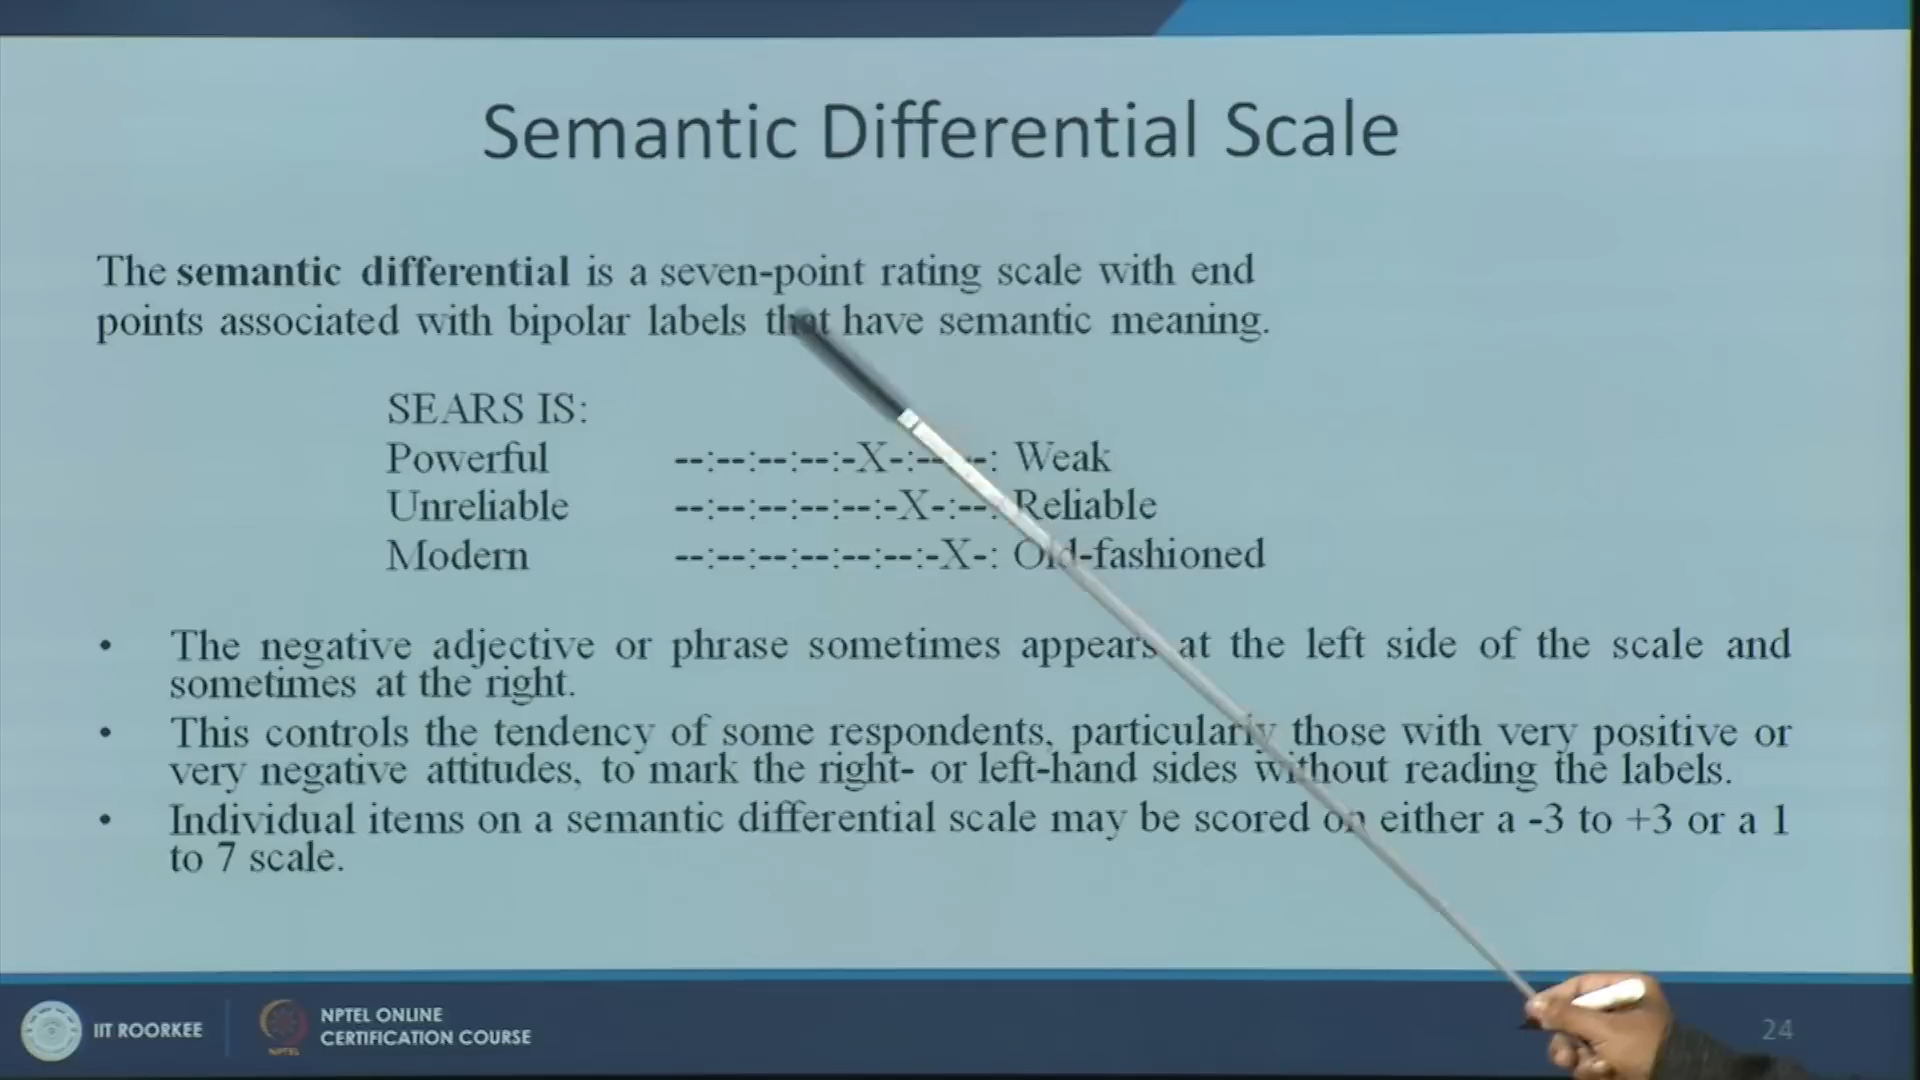 Semantic Differential Scale
The semantic differential is a seven-point rating scale with end
points associated with bipolar labels that have semantic meaning.
SEARS IS:
Powerful --:--:--:--:-X-:--:--: Weak
Unreliable --:--:--:--:--:-X-:--: Reliable
Modern --:--:--:--:--:--:-X-: Old-fashioned
• The negative adjective or phrase sometimes appears at the left side of the scale and
sometimes at the right.
• This controls the tendency of some respondents, particularly those with very positive or
very negative attitudes, to mark the right- or left-hand sides without reading the labels.
• Individual items on a semantic differential scale may be scored on either a -3 to +3 or a 1
to 7 scale.
IIT ROORKEE
NPTEL
NPTEL ONLINE
CERTIFICATION COURSE
24